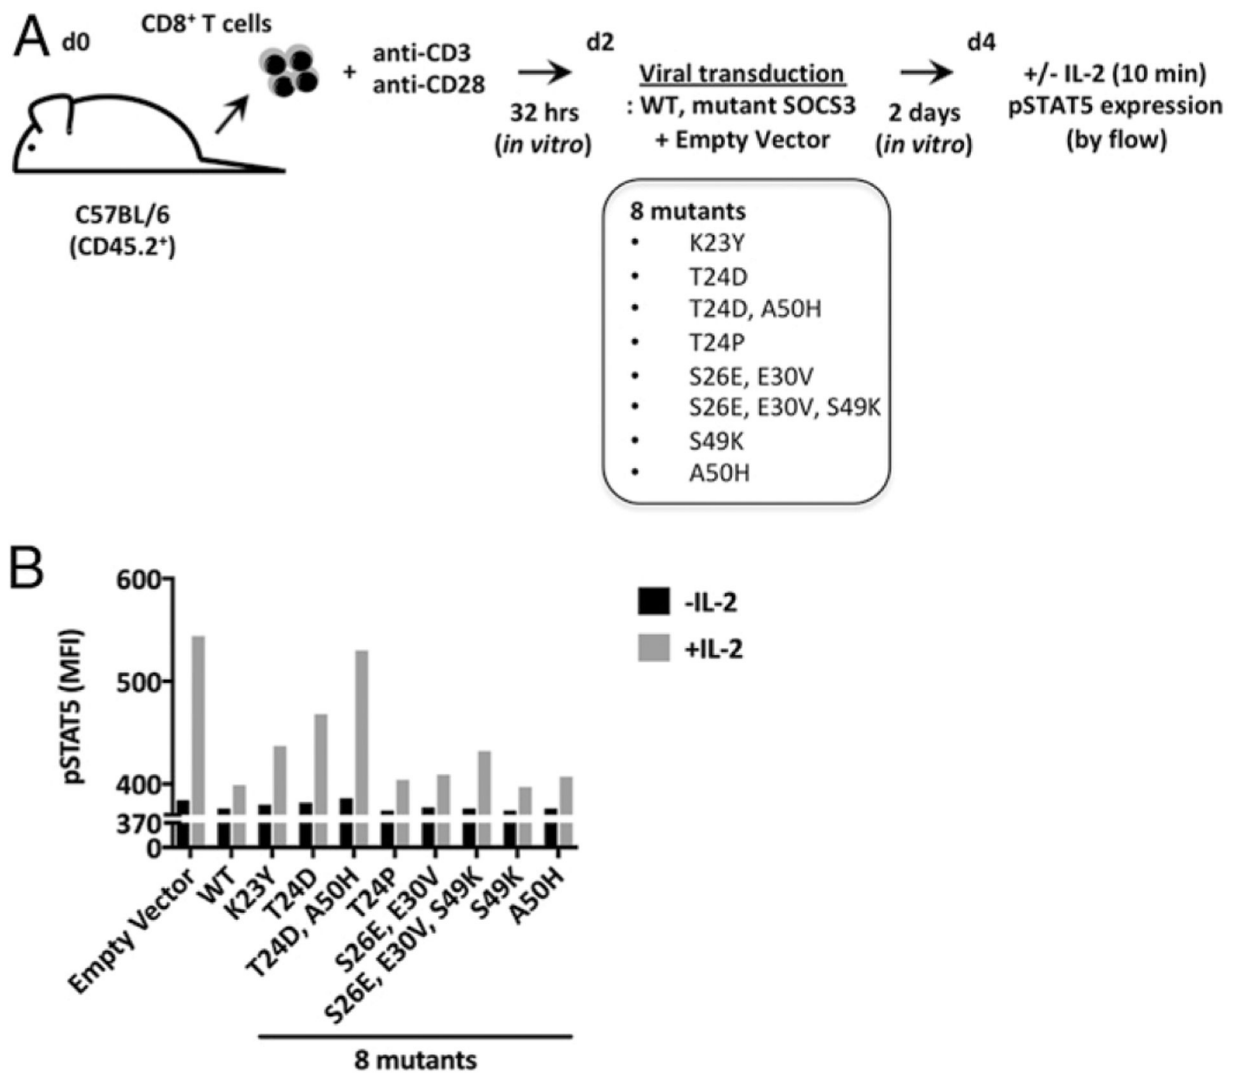 A
d0
CD8⁺ T cells
+
anti-CD3
anti-CD28
32 hrs
(in vitro)
d2
Viral transduction
: WT, mutant SOCS3
+ Empty Vector
2 days
(in vitro)
d4
+/- IL-2 (10 min)
pSTAT5 expression
(by flow)
C57BL/6
(CD45.2⁺)
8 mutants
• K23Y
• T24D
• T24D, A50H
• T24P
• S26E, E30V
• S26E, E30V, S49K
• S49K
• A50H
B
pSTAT5 (MFI)
600
500
400
370
0
-IL-2
+IL-2
Empty Vector
WT
K23Y
T24D
T24D, A50H
T24P
S26E, E30V
S26E, E30V, S49K
S49K
A50H
8 mutants